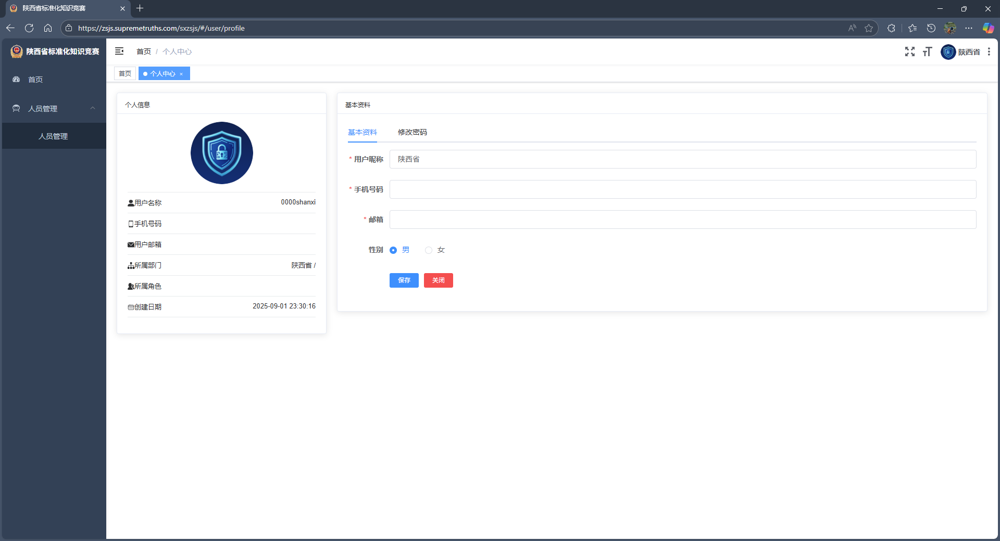 陕西省标准化知识竞赛
https://zsjs.supremetruths.com/sxzsjs/#/user/profile
陕西省标准化知识竞赛
首页 / 个人中心
陕西省
首页
个人中心
首页
人员管理
人员管理
个人信息
用户名称 0000shanxi
手机号码
用户邮箱
所属部门 陕西省 /
所属角色
创建日期 2025-09-01 23:30:16
基本资料
基本资料 修改密码
* 用户昵称 陕西省
* 手机号码
* 邮箱
性别 男 女
保存 关闭